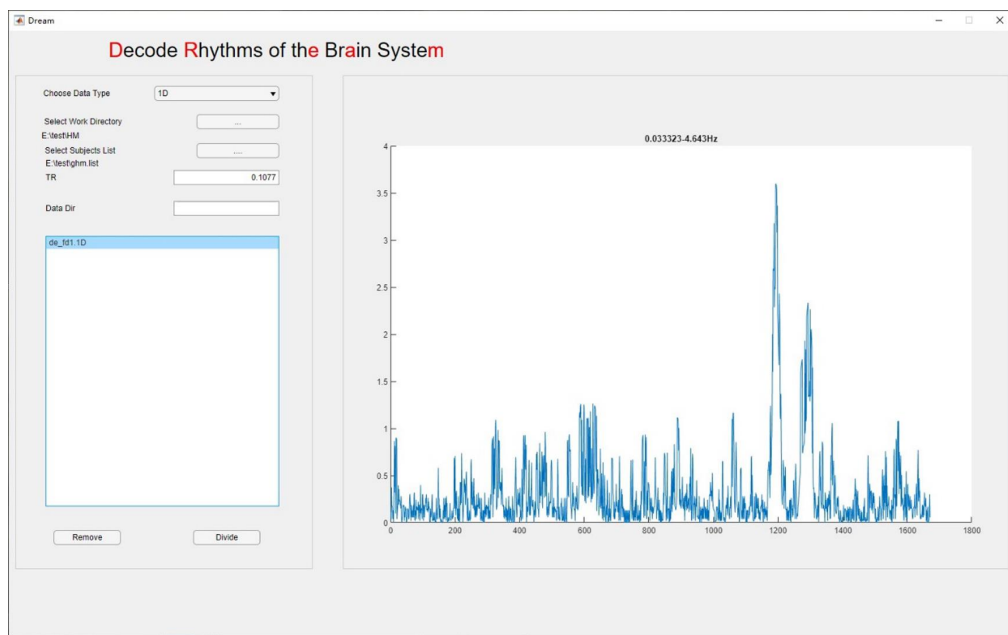 Dream
Decode Rhythms of the Brain System
Choose Data Type 1D
Select Work Directory ...
E:\test\HM
Select Subjects List ....
E:\test\ghm.list
TR 0.1077
Data Dir
de_fd1.1D
Remove Divide
0.033323-4.643Hz
4
3.5
3
2.5
2
1.5
1
0.5
0
0 200 400 600 800 1000 1200 1400 1600 1800